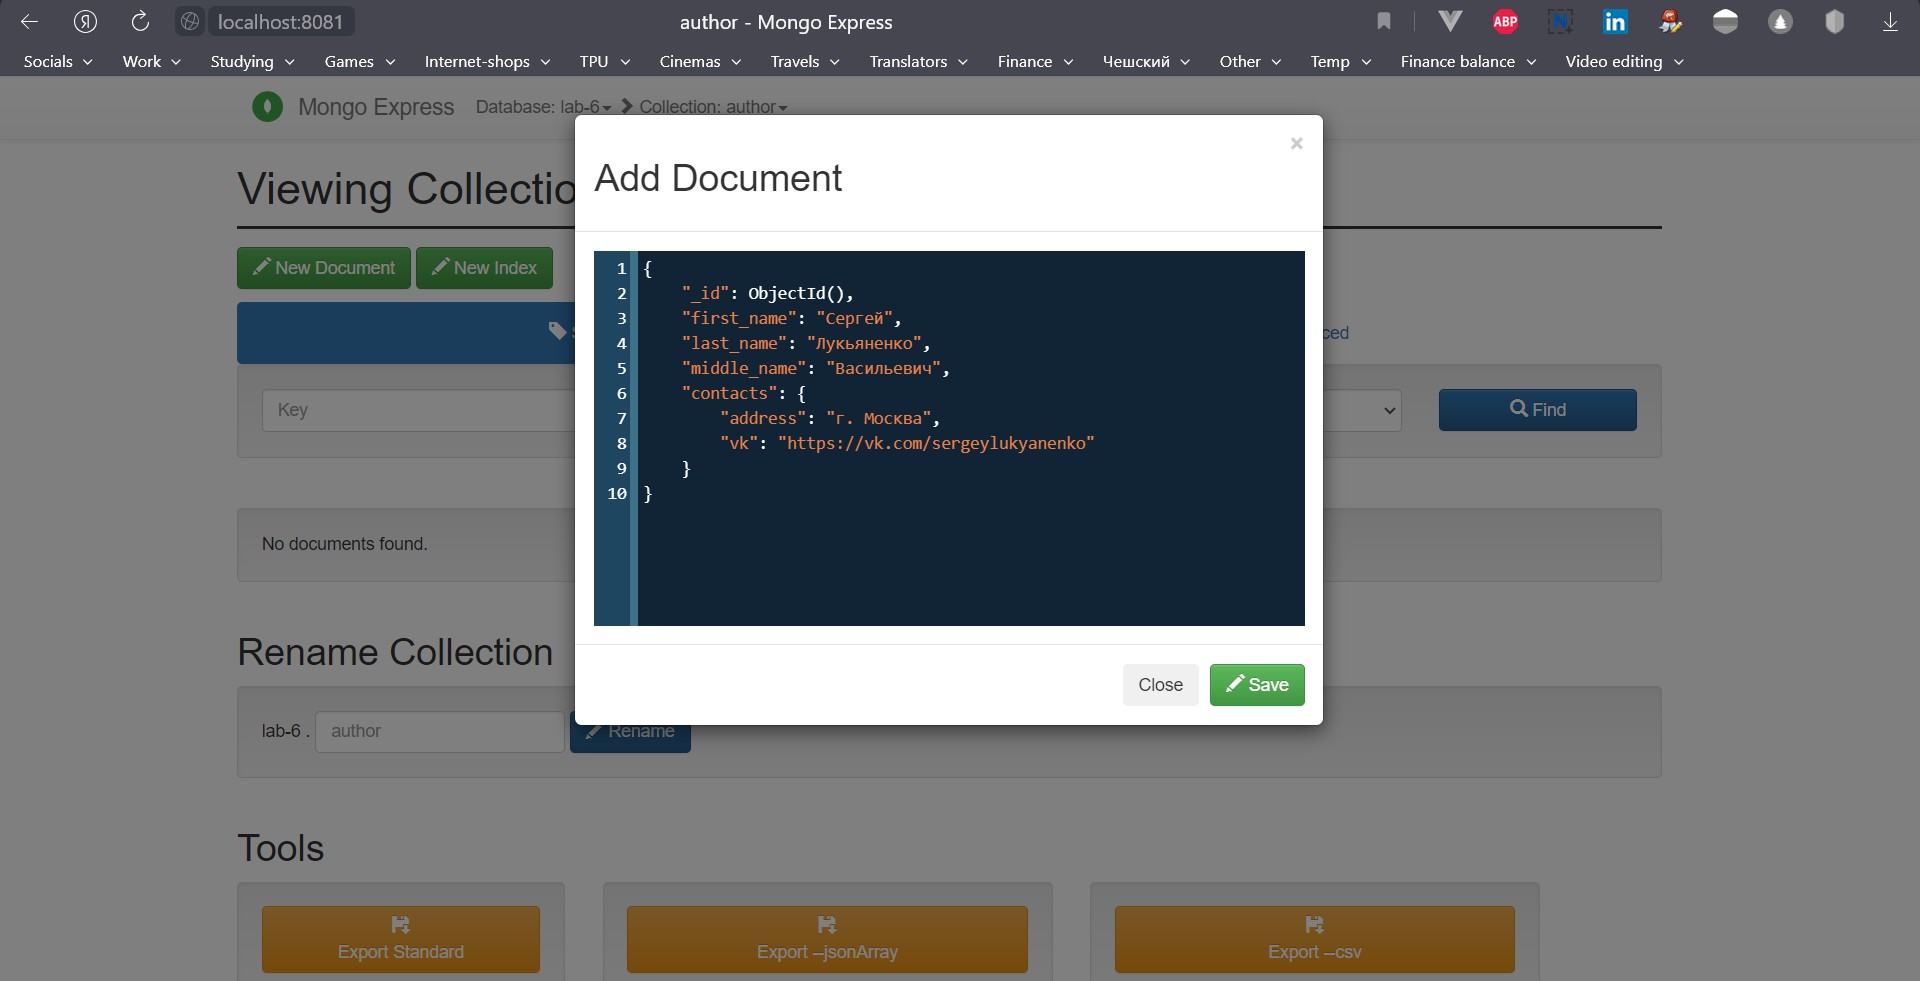 localhost:8081
author - Mongo Express
ABP
N
in
Socials Work Studying Games Internet-shops TPU Cinemas Travels Translators Finance Чешский Other Temp Finance balance Video editing
Mongo Express Database: lab-6 Collection: author
×
Add Document
Viewing Collectio
New Document New Index
1 {
2 "_id": ObjectId(),
3 "first_name": "Сергей",
4 "last_name": "Лукьяненко",
5 "middle_name": "Васильевич",
6 "contacts": {
7 "address": "г. Москва",
8 "vk": "https://vk.com/sergeylukyanenko"
9 }
10 }
ced
Key
Find
No documents found.
Close Save
Rename Collection
lab-6 . author Rename
Tools
Export Standard
Export --jsonArray
Export --csv